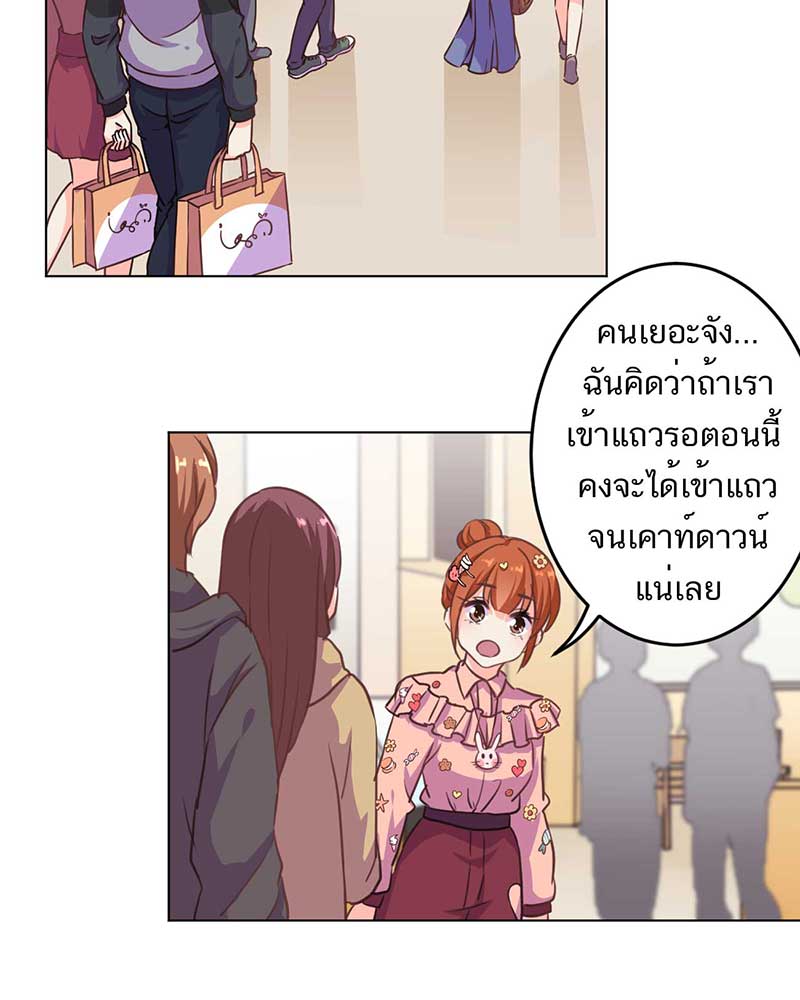 คนเยอะจัง...
ฉันคิดว่าถ้าเรา
เข้าแถวรอตอนนี้
คงจะได้เข้าแถว
จนเคาท์ดาวน์
แน่เลย